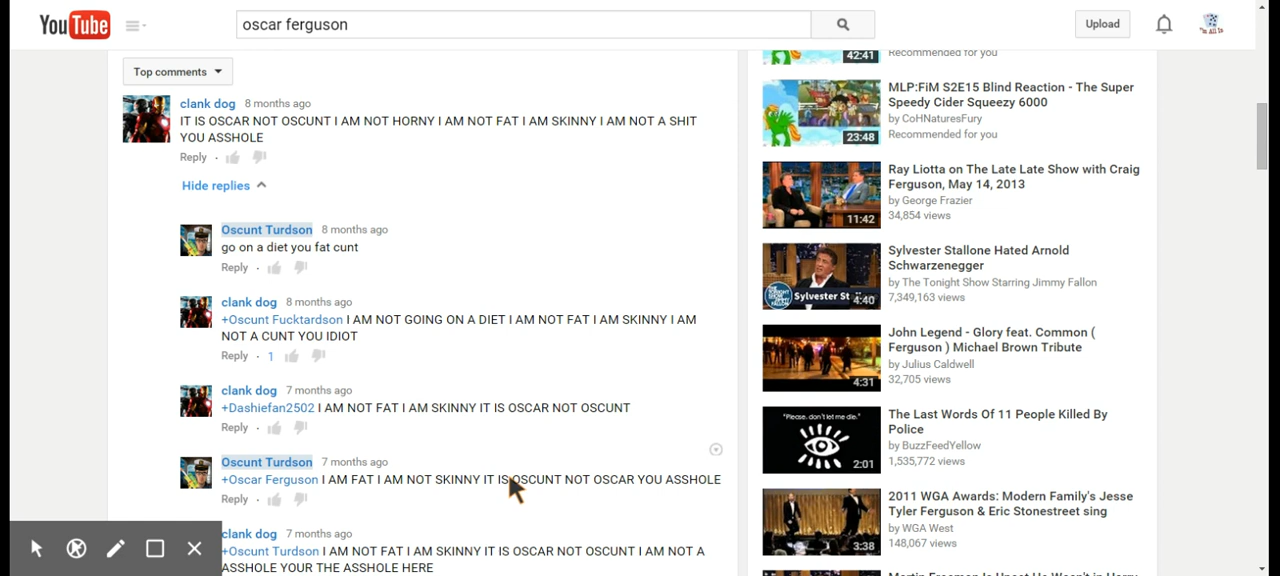 YouTube
oscar ferguson
Upload
Top comments
clank dog 8 months ago
IT IS OSCAR NOT OSCUNT I AM NOT HORNY I AM NOT FAT I AM SKINNY I AM NOT A SHIT
YOU ASSHOLE
Reply ·
Hide replies
Oscunt Turdson 8 months ago
go on a diet you fat cunt
Reply ·
clank dog 8 months ago
+Oscunt Fucktardson I AM NOT GOING ON A DIET I AM NOT FAT I AM SKINNY I AM
NOT A CUNT YOU IDIOT
Reply · 1
clank dog 7 months ago
+Dashiefan2502 I AM NOT FAT I AM SKINNY IT IS OSCAR NOT OSCUNT
Reply ·
Oscunt Turdson 7 months ago
+Oscar Ferguson I AM FAT I AM NOT SKINNY IT IS OSCUNT NOT OSCAR YOU ASSHOLE
Reply ·
clank dog 7 months ago
+Oscunt Turdson I AM NOT FAT I AM SKINNY IT IS OSCAR NOT OSCUNT I AM NOT A
ASSHOLE YOUR THE ASSHOLE HERE
42:41
Recommended for you
23:48
MLP:FiM S2E15 Blind Reaction - The Super
Speedy Cider Squeezy 6000
by CoHNaturesFury
Recommended for you
11:42
Ray Liotta on The Late Late Show with Craig
Ferguson, May 14, 2013
by George Frazier
34,854 views
THE TONIGHT SHOW
Sylvester St
4:40
Sylvester Stallone Hated Arnold
Schwarzenegger
by The Tonight Show Starring Jimmy Fallon
7,349,163 views
4:31
John Legend - Glory feat. Common (
Ferguson ) Michael Brown Tribute
by Julius Caldwell
32,705 views
"Please, don't let me die."
2:01
The Last Words Of 11 People Killed By
Police
by BuzzFeedYellow
1,535,772 views
3:38
2011 WGA Awards: Modern Family's Jesse
Tyler Ferguson & Eric Stonestreet sing
by WGA West
148,067 views